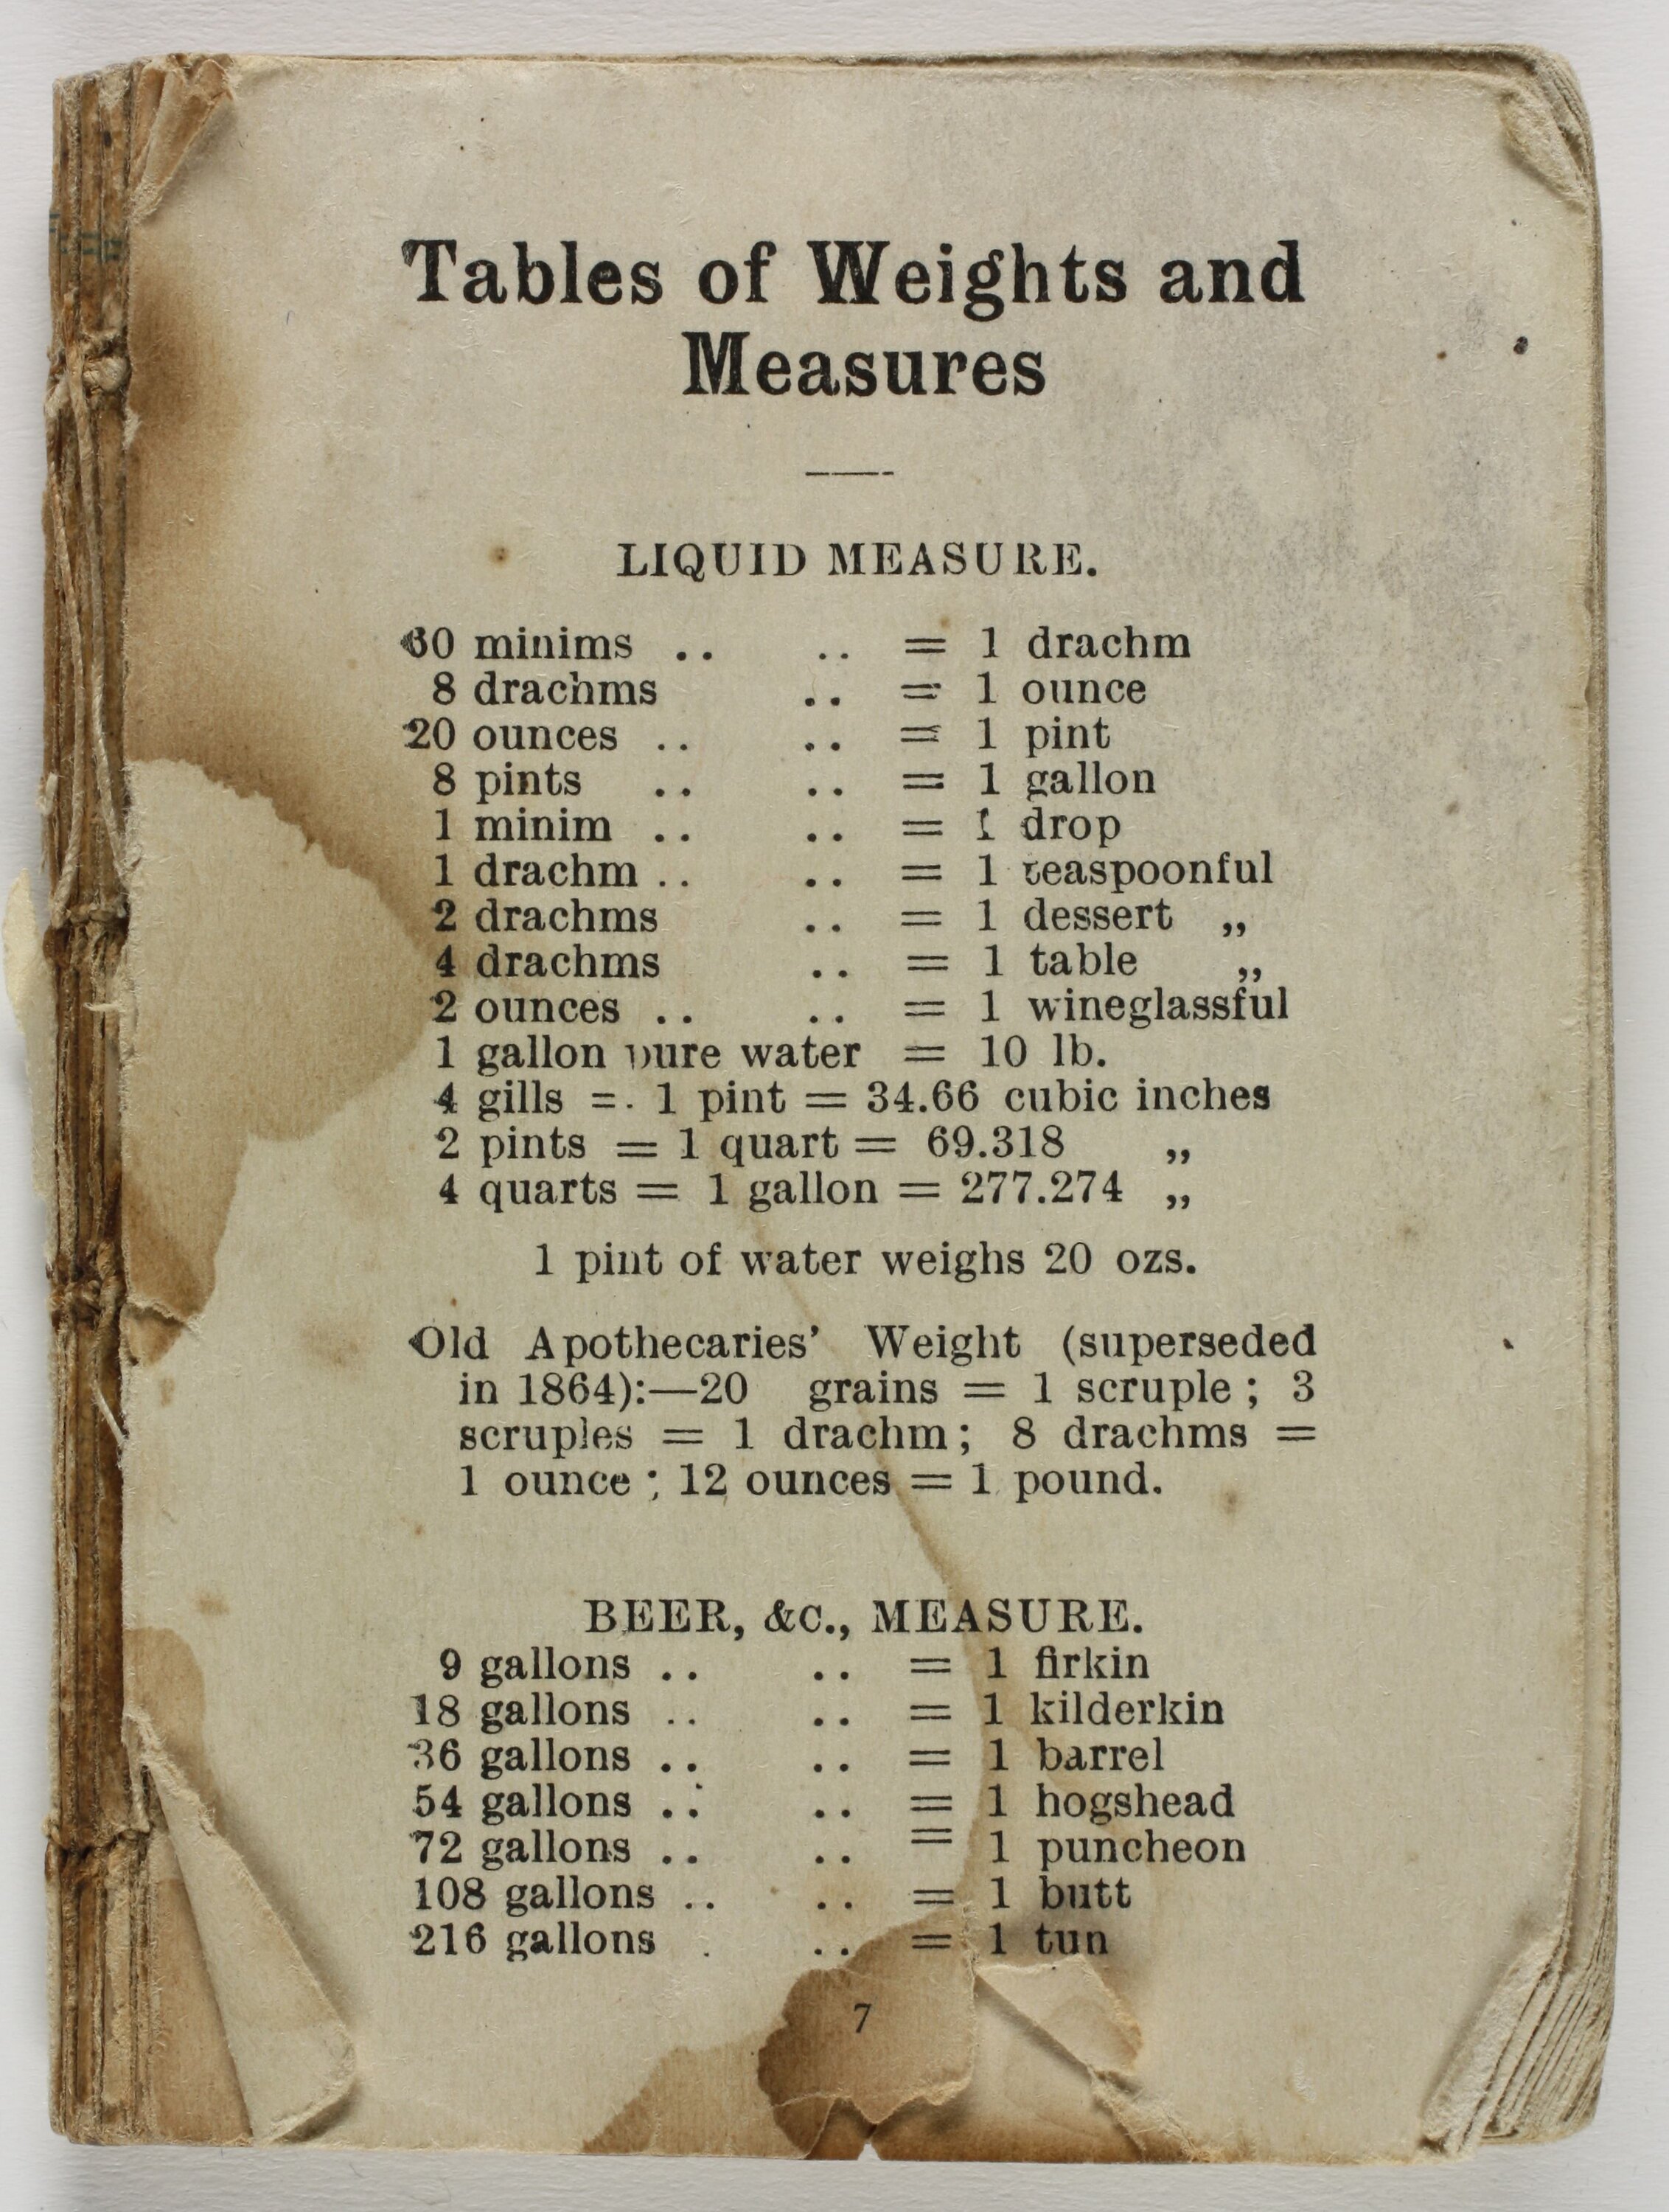 Tables of Weights and
Measures
LIQUID MEASURE.
60 minims .. .. = 1 drachm
8 drachms .. = 1 ounce
20 ounces .. .. = 1 pint
8 pints .. .. = 1 gallon
1 minim .. .. = 1 drop
1 drachm .. .. = 1 teaspoonful
2 drachms .. = 1 dessert „
4 drachms .. = 1 table „
2 ounces .. .. = 1 wineglassful
1 gallon pure water = 10 lb.
4 gills = 1 pint = 34.66 cubic inches
2 pints = 1 quart = 69.318 „
4 quarts = 1 gallon = 277.274 „
1 pint of water weighs 20 ozs.
Old Apothecaries' Weight (superseded
in 1864):—20 grains = 1 scruple ; 3
scruples = 1 drachm ; 8 drachms =
1 ounce ; 12 ounces = 1 pound.
BEER, &C., MEASURE.
9 gallons .. .. = 1 firkin
18 gallons .. .. = 1 kilderkin
36 gallons .. .. = 1 barrel
54 gallons .. .. = 1 hogshead
72 gallons .. .. = 1 puncheon
108 gallons .. .. = 1 butt
216 gallons . .. = 1 tun
7